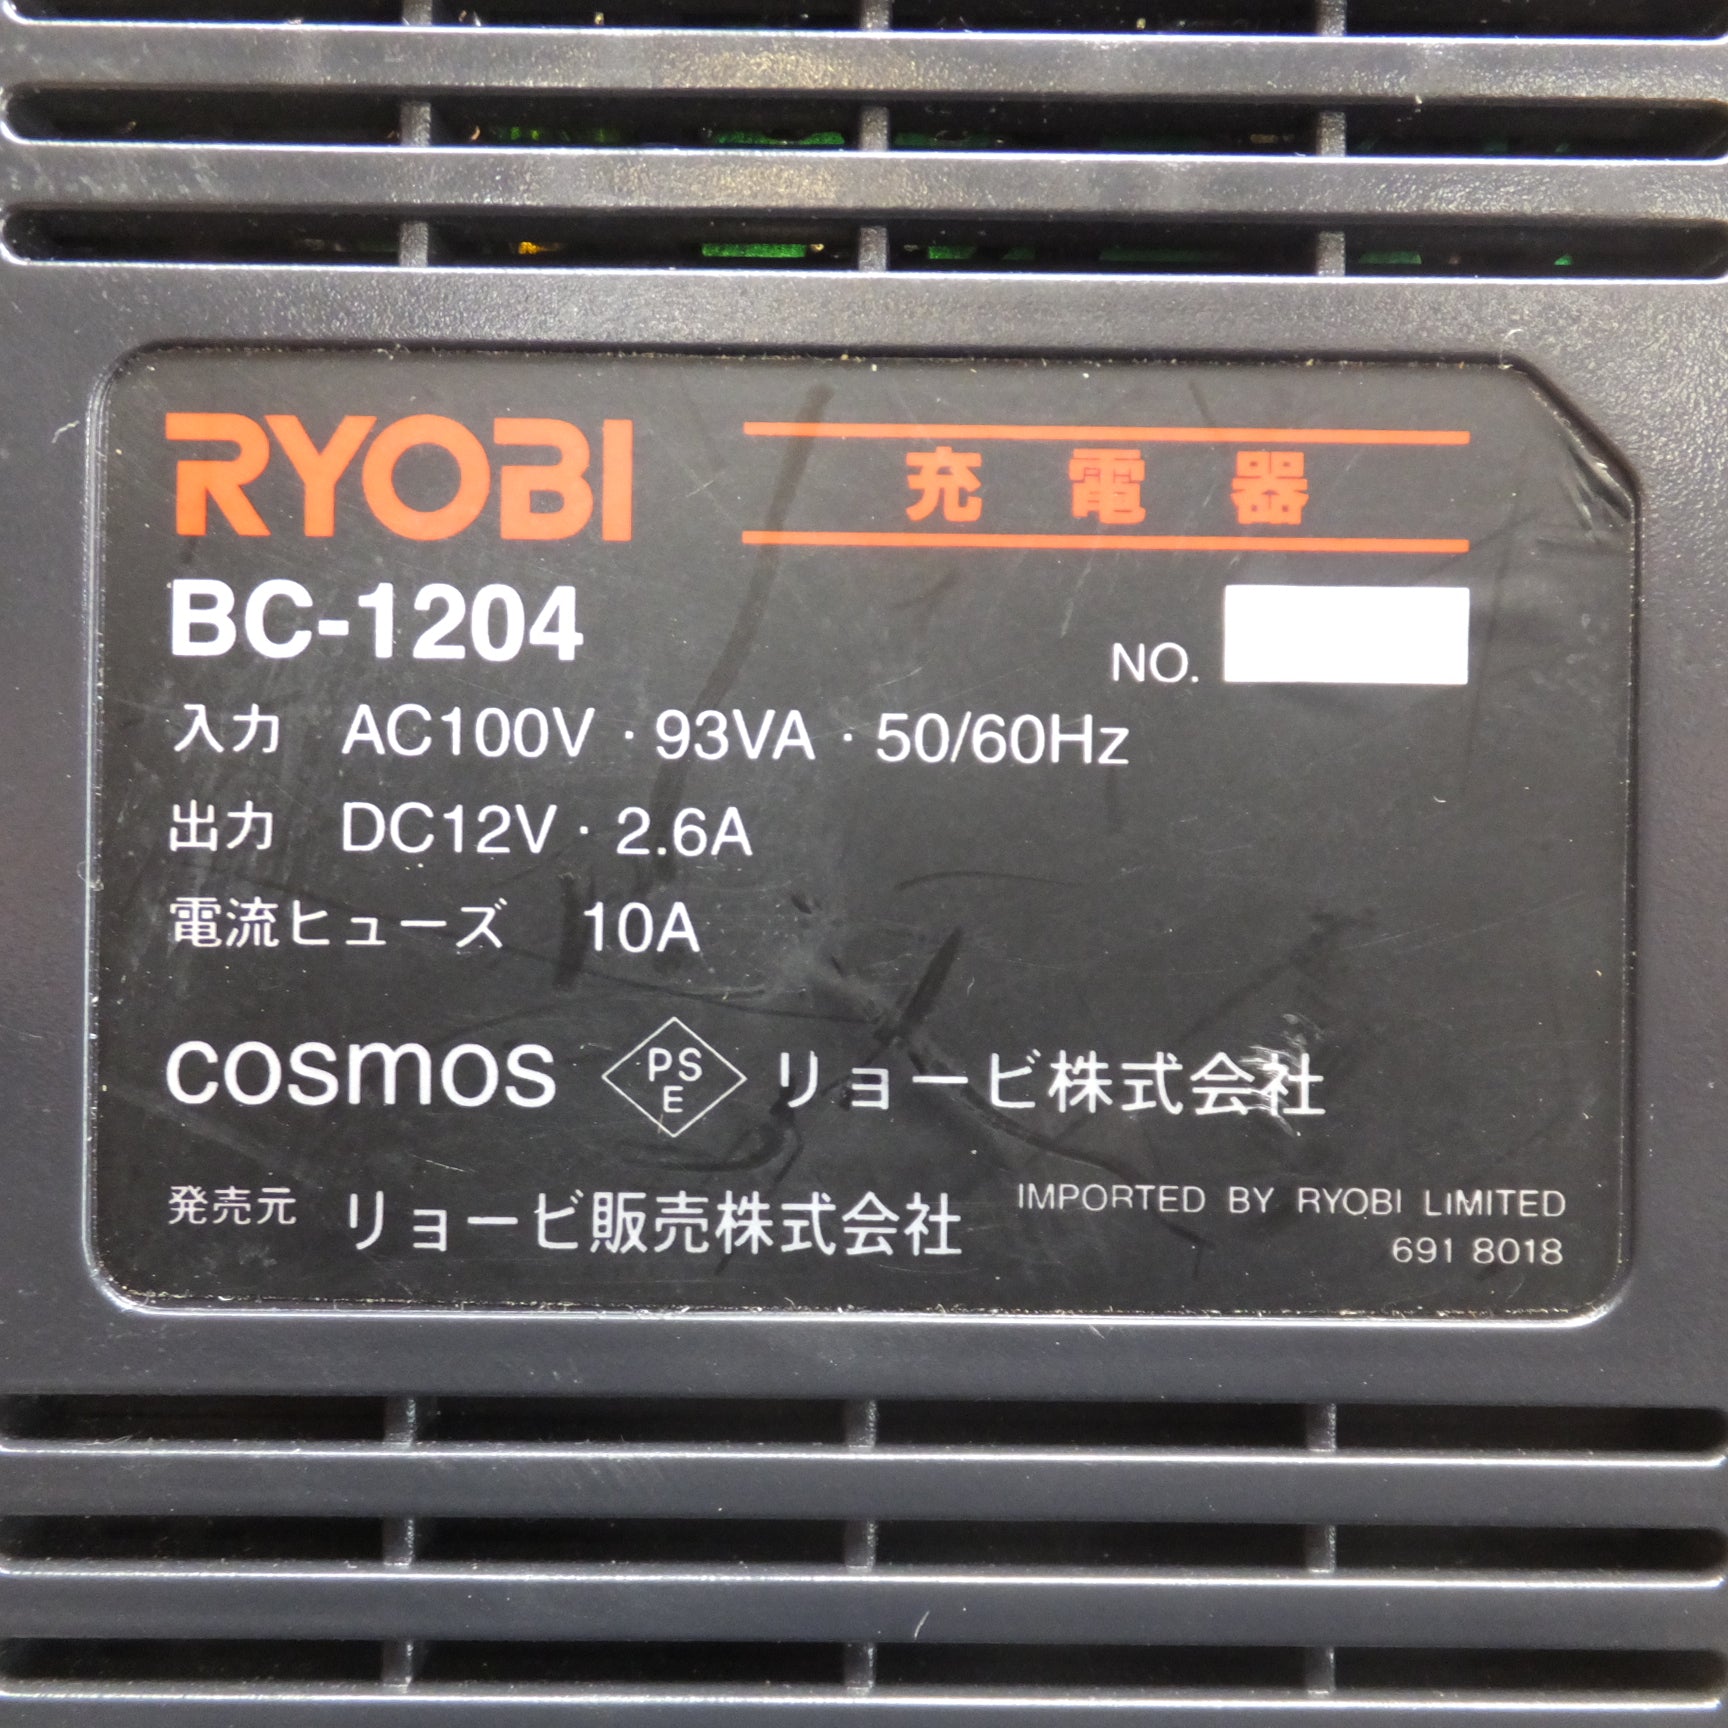 RYOBI 充電器
BC-1204
NO.
入力 AC100V・93VA・50/60Hz
出力 DC12V・2.6A
電流ヒューズ 10A
cosmos PSE リョービ株式会社
発売元 リョービ販売株式会社
IMPORTED BY RYOBI LIMITED
691 8018